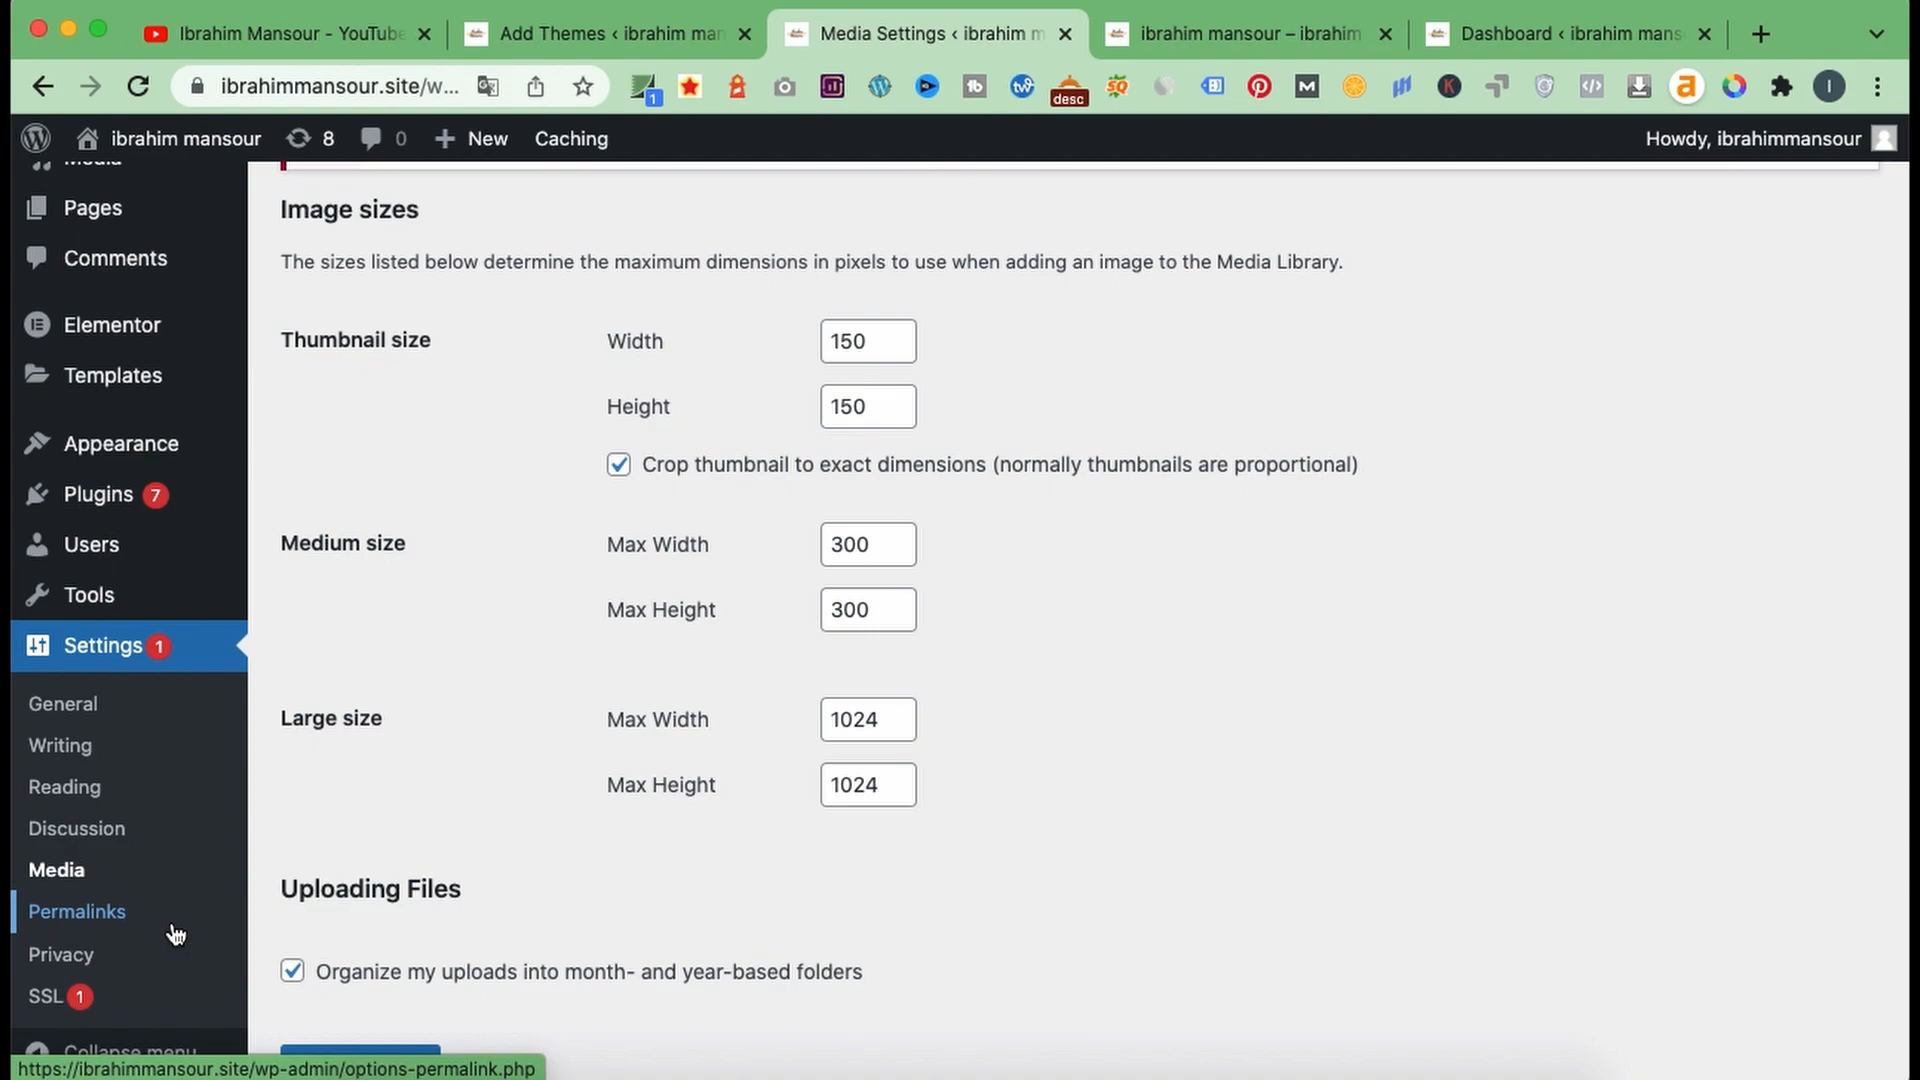 Ibrahim Mansour - YouTube
Add Themes ‹ ibrahim man
Media Settings ‹ ibrahim m
ibrahim mansour – ibrahim
Dashboard ‹ ibrahim mans
ibrahimmansour.site/w...
1
desc
ibrahim mansour
8
0
New
Caching
Howdy, ibrahimmansour
Media
Pages
Comments
Elementor
Templates
Appearance
Plugins 7
Users
Tools
Settings 1
General
Writing
Reading
Discussion
Media
Permalinks
Privacy
SSL 1
Collapse menu
https://ibrahimmansour.site/wp-admin/options-permalink.php
Image sizes
The sizes listed below determine the maximum dimensions in pixels to use when adding an image to the Media Library.
Thumbnail size
Width 150
Height 150
Crop thumbnail to exact dimensions (normally thumbnails are proportional)
Medium size
Max Width 300
Max Height 300
Large size
Max Width 1024
Max Height 1024
Uploading Files
Organize my uploads into month- and year-based folders